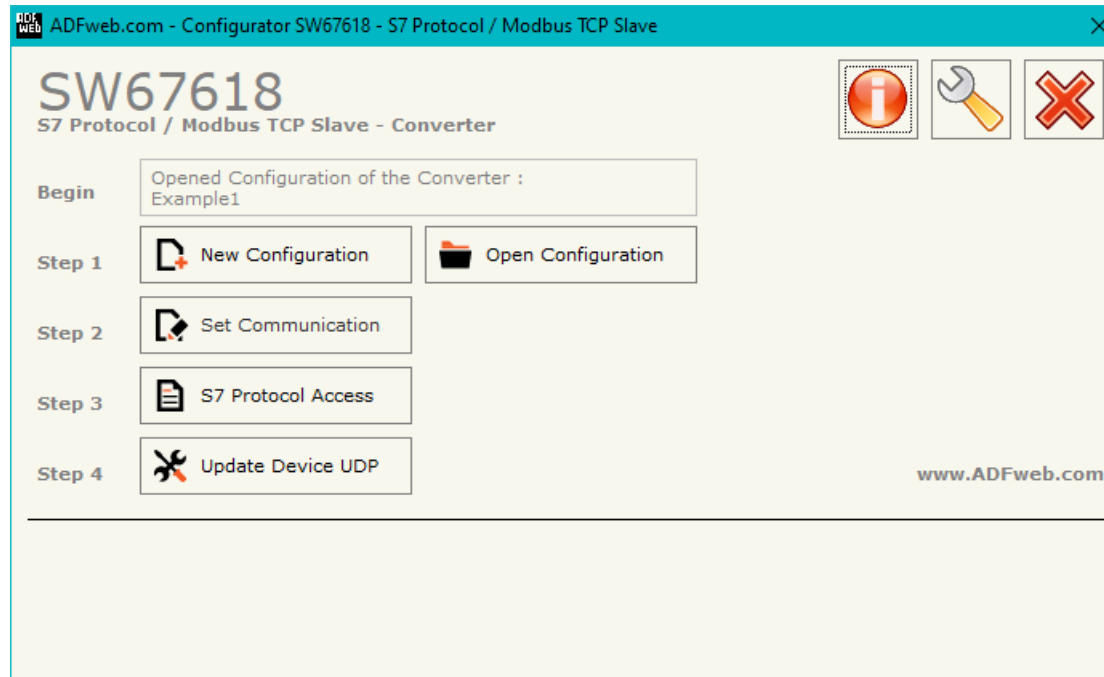 ADF WEB ADFweb.com - Configurator SW67618 - S7 Protocol / Modbus TCP Slave
SW67618
S7 Protocol / Modbus TCP Slave - Converter
Begin
Opened Configuration of the Converter :
Example1
Step 1
New Configuration
Open Configuration
Step 2
Set Communication
Step 3
S7 Protocol Access
Step 4
Update Device UDP
www.ADFweb.com